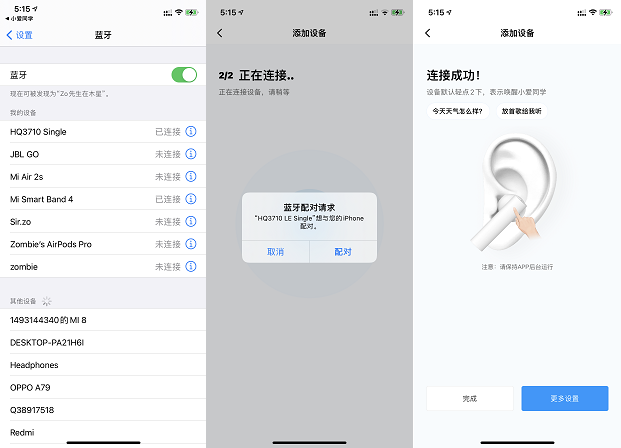 5:15
小爱同学
设置
蓝牙
蓝牙
现在可被发现为“Zo先生在木星”。
我的设备
HQ3710 Single 已连接
JBL GO 未连接
Mi Air 2s 未连接
Mi Smart Band 4 已连接
Sir.zo 未连接
Zombie's AirPods Pro 未连接
zombie 未连接
其他设备
1493144340的MI 8
DESKTOP-PA21H6I
Headphones
OPPO A79
Q38917518
Redmi
5:15
添加设备
2/2 正在连接..
正在连接设备，请稍等
蓝牙配对请求
“HQ3710 LE Single”想与您的iPhone
配对。
取消 配对
5:15
添加设备
连接成功！
设备默认轻点2下，表示唤醒小爱同学
今天天气怎么样? 放首歌给我听
注意：请保持APP后台运行
完成 更多设置